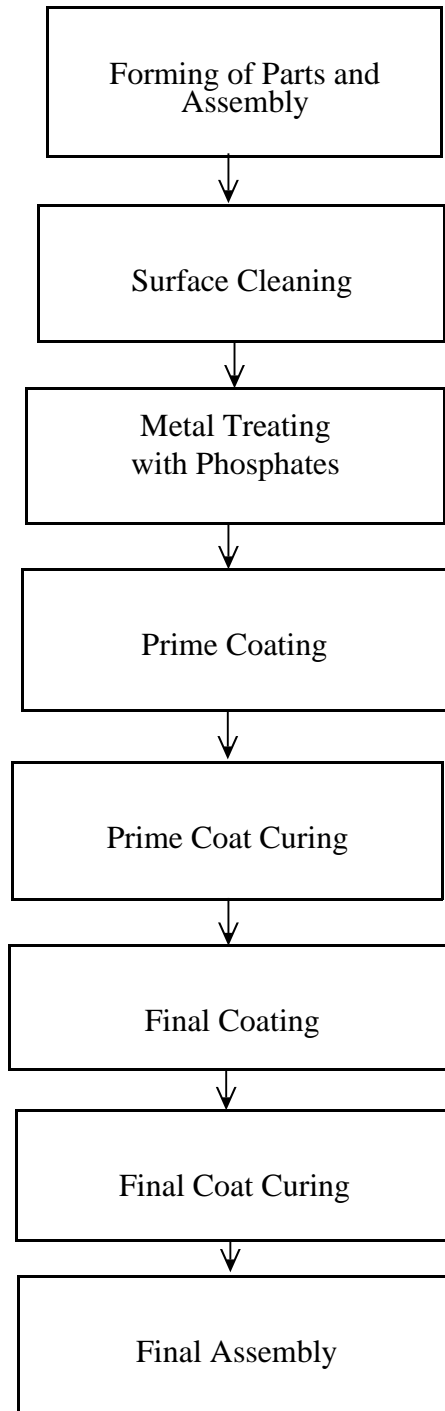 Forming of Parts and
Assembly
Surface Cleaning
Metal Treating
with Phosphates
Prime Coating
Prime Coat Curing
Final Coating
Final Coat Curing
Final Assembly